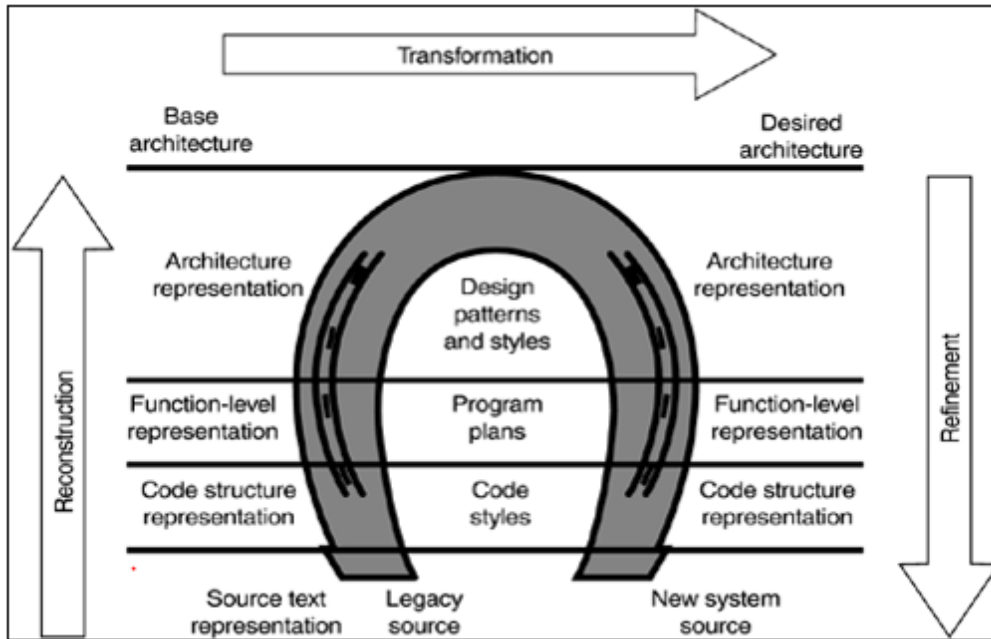 Transformation
Base
architecture
Desired
architecture
Reconstruction
Refinement
Architecture
representation
Design
patterns
and styles
Architecture
representation
Function-level
representation
Program
plans
Function-level
representation
Code structure
representation
Code
styles
Code structure
representation
Source text
representation
Legacy
source
New system
source